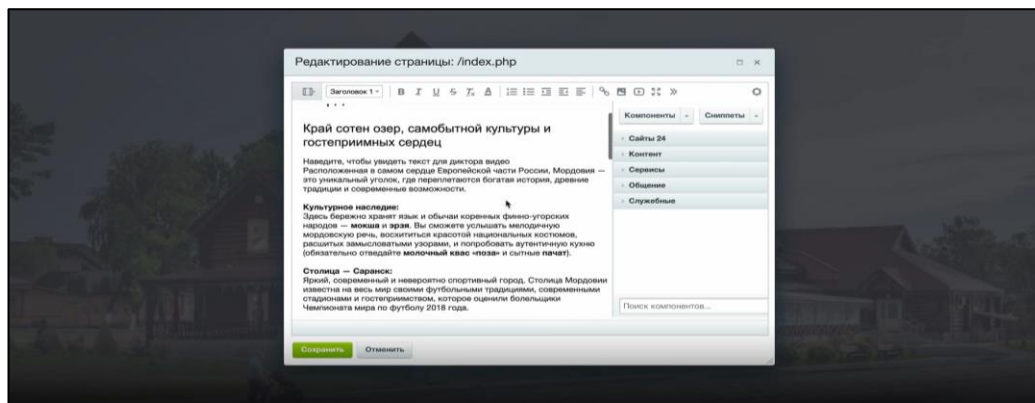 Редактирование страницы: /index.php
Заголовок 1
Компоненты
Сниппеты
Край сотен озер, самобытной культуры и
гостеприимных сердец
Наведите, чтобы увидеть текст для диктора видео
Расположенная в самом сердце Европейской части России, Мордовия —
это уникальный уголок, где переплетаются богатая история, древние
традиции и современные возможности.
Культурное наследие:
Здесь бережно хранят язык и обычаи коренных финно-угорских
народов — мокша и эрзя. Вы сможете услышать мелодичную
мордовскую речь, восхититься красотой национальных костюмов,
расшитых замысловатыми узорами, и попробовать аутентичную кухню
(обязательно отведайте молочный квас «поза» и сытные пачат).
Столица — Саранск:
Яркий, современный и невероятно спортивный город. Столица Мордовии
известна на весь мир своими футбольными традициями, современными
стадионами и гостеприимством, которое оценили болельщики
Чемпионата мира по футболу 2018 года.
Сайты 24
Контент
Сервисы
Общение
Служебные
Поиск компонентов...
Сохранить
Отменить